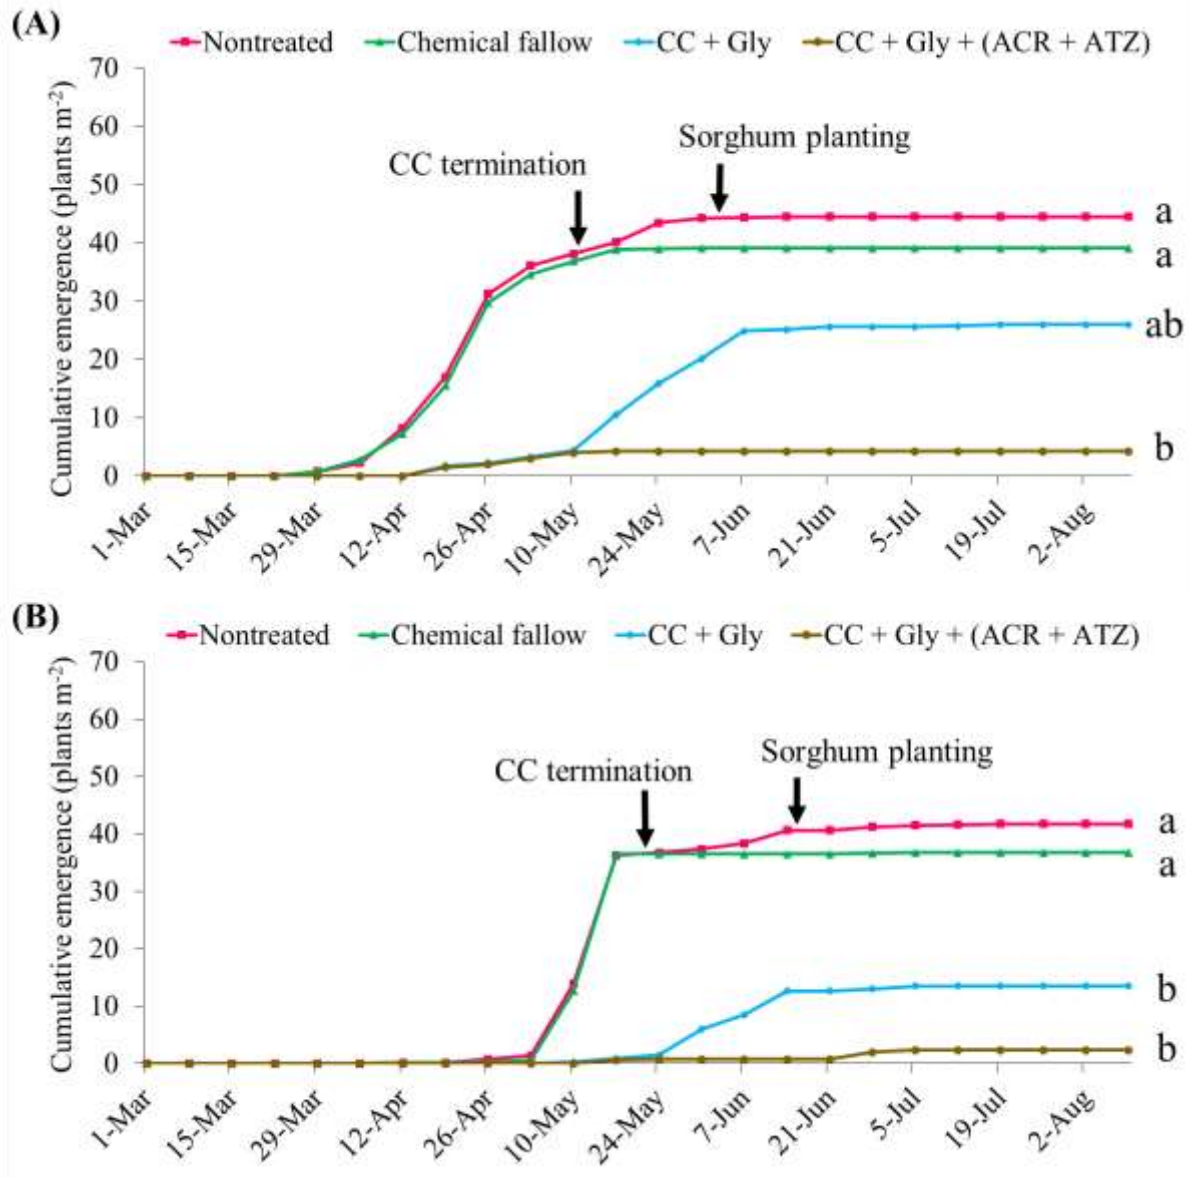 (A)
Nontreated Chemical fallow CC + Gly CC + Gly + (ACR + ATZ)
Cumulative emergence (plants m-2)
70
60
50
40
30
20
10
0
CC termination
Sorghum planting
a
a
ab
b
1-Mar 15-Mar 29-Mar 12-Apr 26-Apr 10-May 24-May 7-Jun 21-Jun 5-Jul 19-Jul 2-Aug
(B)
Nontreated Chemical fallow CC + Gly CC + Gly + (ACR + ATZ)
Cumulative emergence (plants m-2)
70
60
50
40
30
20
10
0
CC termination
Sorghum planting
a
a
b
b
1-Mar 15-Mar 29-Mar 12-Apr 26-Apr 10-May 24-May 7-Jun 21-Jun 5-Jul 19-Jul 2-Aug